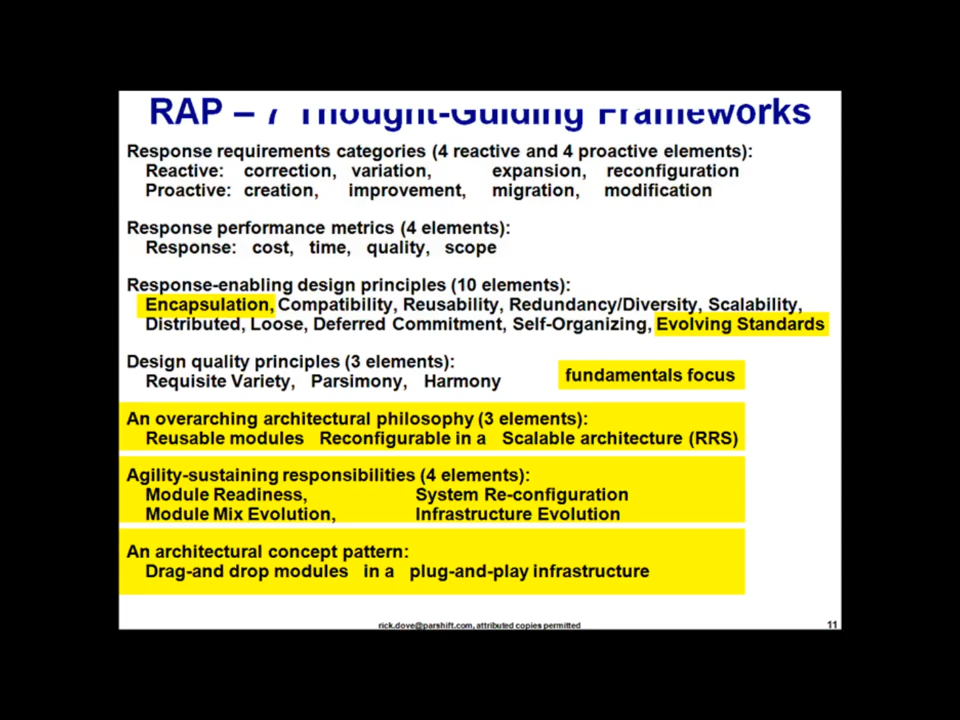 RAP – 7 Thought-Guiding Frameworks
Response requirements categories (4 reactive and 4 proactive elements):
Reactive: correction, variation, expansion, reconfiguration
Proactive: creation, improvement, migration, modification
Response performance metrics (4 elements):
Response: cost, time, quality, scope
Response-enabling design principles (10 elements):
Encapsulation, Compatibility, Reusability, Redundancy/Diversity, Scalability,
Distributed, Loose, Deferred Commitment, Self-Organizing, Evolving Standards
Design quality principles (3 elements):
Requisite Variety, Parsimony, Harmony
fundamentals focus
An overarching architectural philosophy (3 elements):
Reusable modules Reconfigurable in a Scalable architecture (RRS)
Agility-sustaining responsibilities (4 elements):
Module Readiness, System Re-configuration
Module Mix Evolution, Infrastructure Evolution
An architectural concept pattern:
Drag-and drop modules in a plug-and-play infrastructure
rick.dove@parshift.com, attributed copies permitted 11